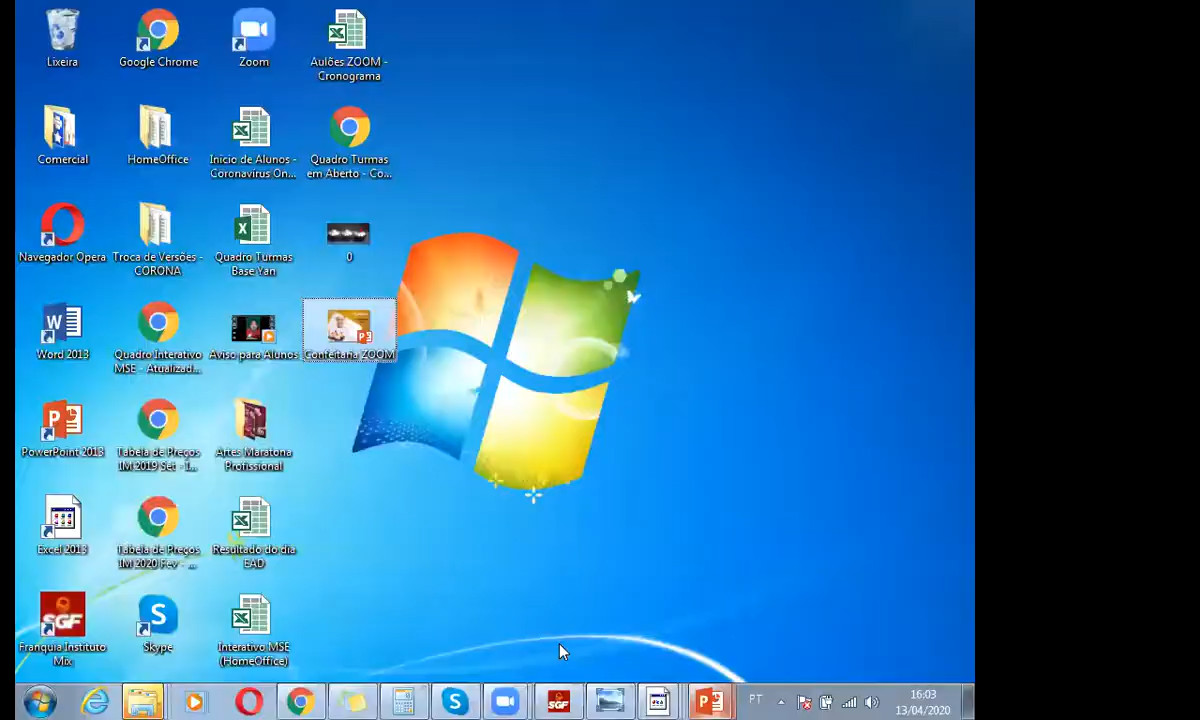 Lixeira
Google Chrome
Zoom
Aulões ZOOM -
Cronograma
Comercial
HomeOffice
Inicio de Alunos -
Coronavirus On...
Quadro Turmas
em Aberto - Co...
Navegador Opera
Troca de Versões -
CORONA
Quadro Turmas
Base Yan
0
Word 2013
Quadro Interativo
MSE - Atualizad...
Aviso para Alunos
Confeitaria ZOOM
PowerPoint 2013
Tabela de Preços
IM 2019 Set - 1...
Artes Maratona
Profissional
Excel 2013
Tabela de Preços
IM 2020 Fev - ...
Resultado do dia
EAD
SGF
Franquia Instituto
Mix
Skype
Interativo MSE
(HomeOffice)
SGF
PT
16:03
13/04/2020